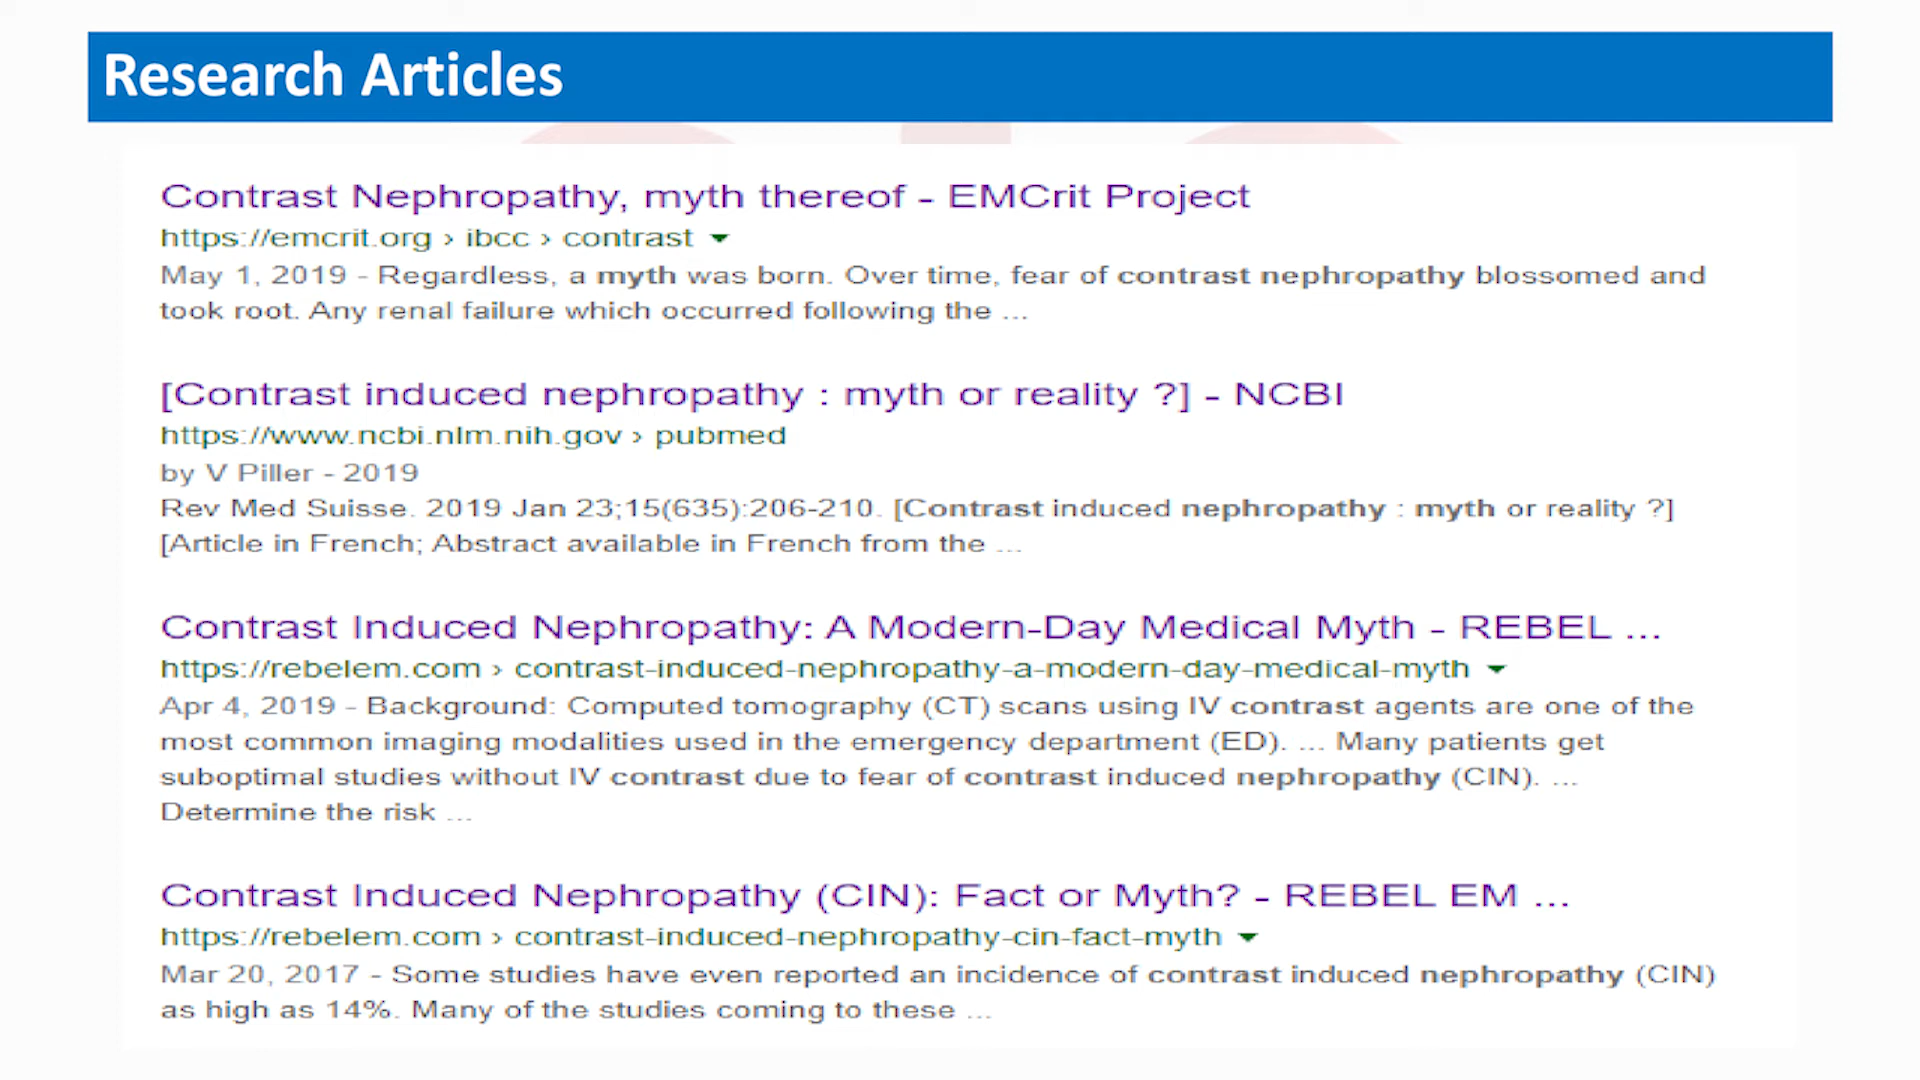 Research Articles
Contrast Nephropathy, myth thereof - EMCrit Project
https://emcrit.org › ibcc › contrast
May 1, 2019 - Regardless, a myth was born. Over time, fear of contrast nephropathy blossomed and
took root. Any renal failure which occurred following the ...
[Contrast induced nephropathy : myth or reality ?] - NCBI
https://www.ncbi.nlm.nih.gov › pubmed
by V Piller - 2019
Rev Med Suisse. 2019 Jan 23;15(635):206-210. [Contrast induced nephropathy : myth or reality ?]
[Article in French; Abstract available in French from the ...
Contrast Induced Nephropathy: A Modern-Day Medical Myth - REBEL ...
https://rebelem.com › contrast-induced-nephropathy-a-modern-day-medical-myth
Apr 4, 2019 - Background: Computed tomography (CT) scans using IV contrast agents are one of the
most common imaging modalities used in the emergency department (ED). ... Many patients get
suboptimal studies without IV contrast due to fear of contrast induced nephropathy (CIN). ...
Determine the risk ...
Contrast Induced Nephropathy (CIN): Fact or Myth? - REBEL EM ...
https://rebelem.com › contrast-induced-nephropathy-cin-fact-myth
Mar 20, 2017 - Some studies have even reported an incidence of contrast induced nephropathy (CIN)
as high as 14%. Many of the studies coming to these ...